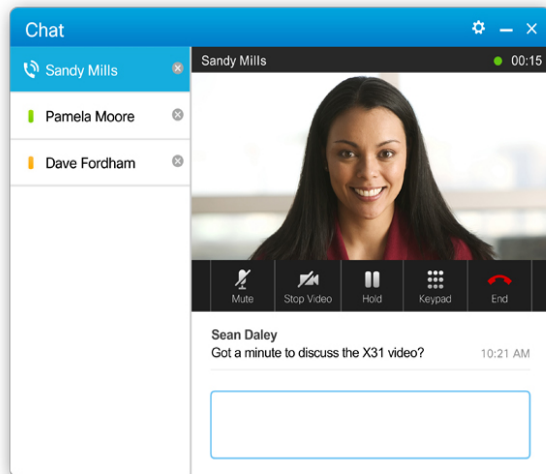 Chat
Sandy Mills
Pamela Moore
Dave Fordham
Sandy Mills 00:15
Mute Stop Video Hold Keypad End
Sean Daley
Got a minute to discuss the X31 video? 10:21 AM